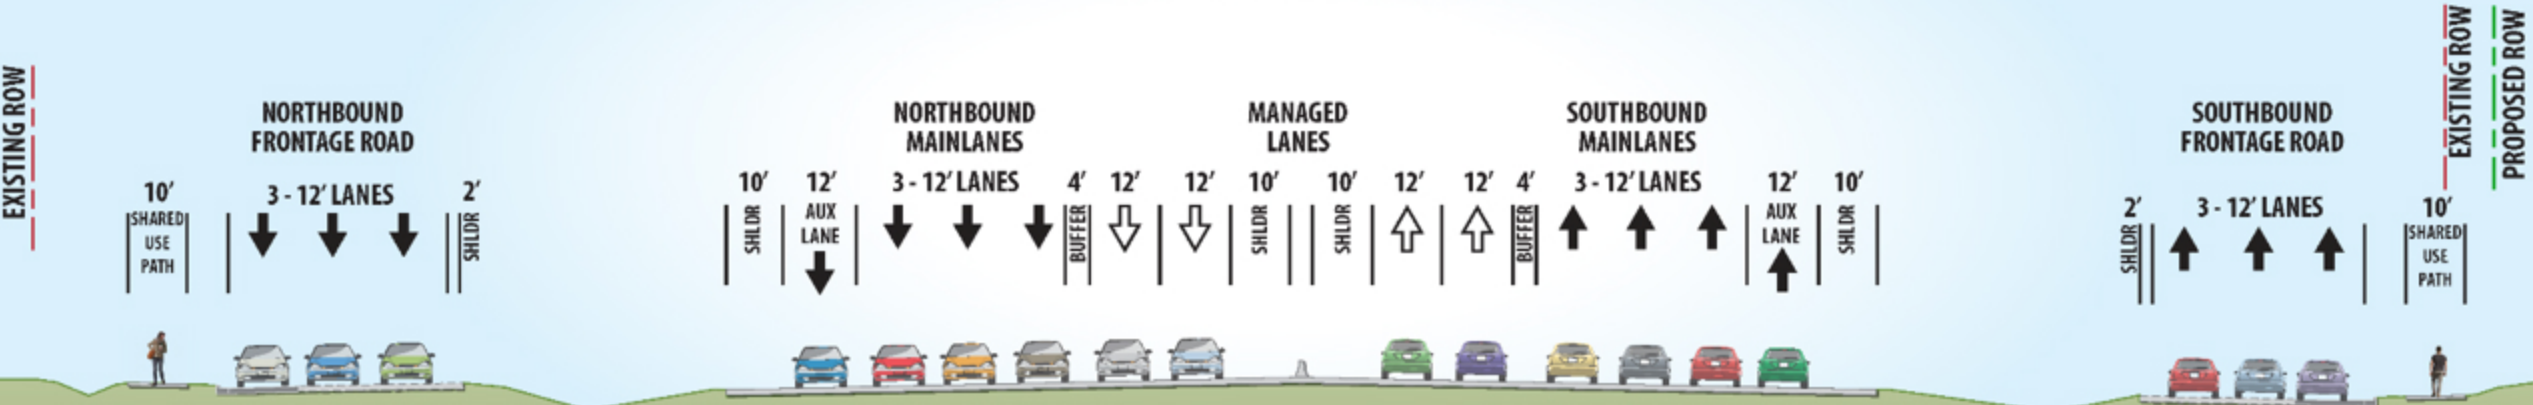 EXISTING ROW
NORTHBOUND
FRONTAGE ROAD
10'
SHARED
USE
PATH
3 - 12' LANES
2'
SHLDR
NORTHBOUND
MAINLANES
10'
SHLDR
12'
AUX
LANE
3 - 12' LANES
4'
BUFFER
12'
12'
MANAGED
LANES
10'
SHLDR
10'
SHLDR
12'
12'
4'
BUFFER
SOUTHBOUND
MAINLANES
3 - 12' LANES
12'
AUX
LANE
10'
SHLDR
SOUTHBOUND
FRONTAGE ROAD
2'
SHLDR
3 - 12' LANES
10'
SHARED
USE
PATH
EXISTING ROW
PROPOSED ROW